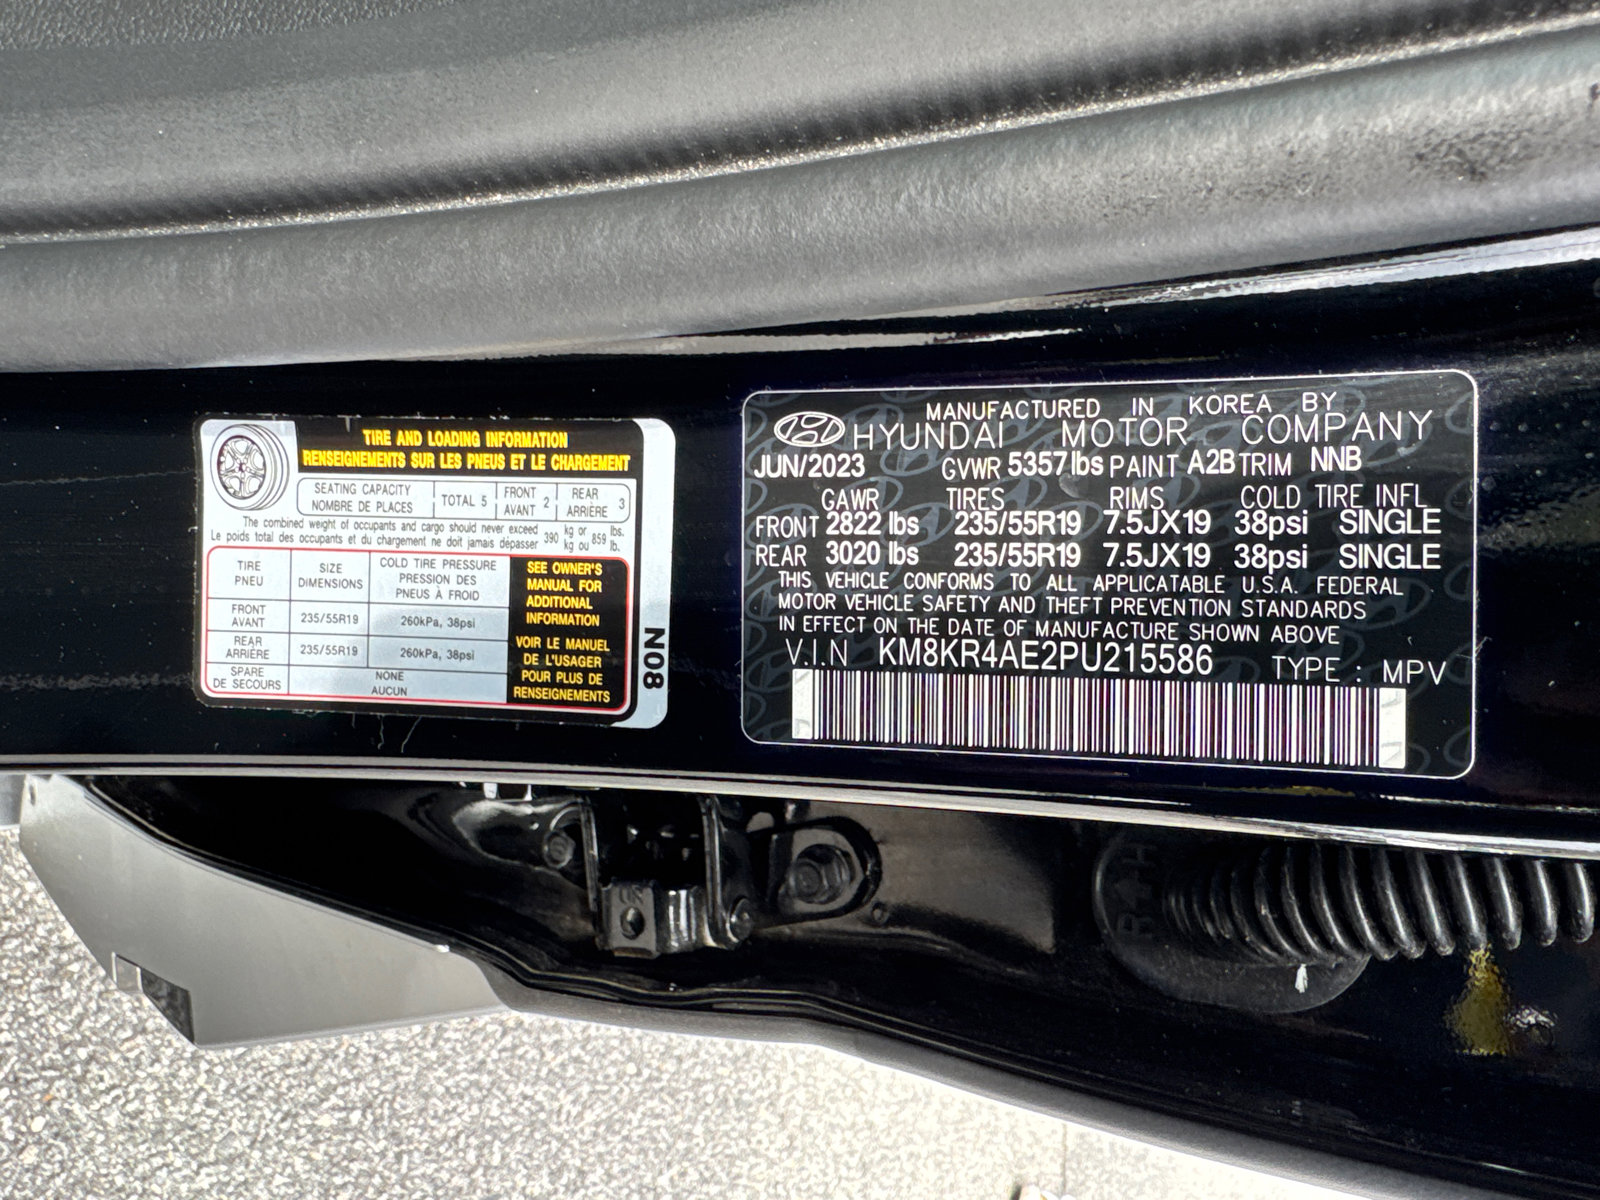 TIRE AND LOADING INFORMATION
RENSEIGNEMENTS SUR LES PNEUS ET LE CHARGEMENT
SEATING CAPACITY
NOMBRE DE PLACES
TOTAL 5
FRONT
AVANT 2
REAR
ARRIÈRE 3
The combined weight of occupants and cargo should never exceed 390 kg or 859 lbs.
Le poids total des occupants et du chargement ne doit jamais dépasser kg ou lb.
TIRE
PNEU
SIZE
DIMENSIONS
COLD TIRE PRESSURE
PRESSION DES
PNEUS À FROID
FRONT
AVANT
235/55R19
260kPa, 38psi
REAR
ARRIÈRE
235/55R19
260kPa, 38psi
SPARE
DE SECOURS
NONE
AUCUN
SEE OWNER'S
MANUAL FOR
ADDITIONAL
INFORMATION
VOIR LE MANUEL
DE L'USAGER
POUR PLUS DE
RENSEIGNEMENTS
N08
MANUFACTURED IN KOREA BY
HYUNDAI MOTOR COMPANY
JUN/2023 GVWR 5357 lbs PAINT A2B TRIM NNB
GAWR TIRES RIMS COLD TIRE INFL
FRONT 2822 lbs 235/55R19 7.5JX19 38psi SINGLE
REAR 3020 lbs 235/55R19 7.5JX19 38psi SINGLE
THIS VEHICLE CONFORMS TO ALL APPLICATABLE U.S.A. FEDERAL
MOTOR VEHICLE SAFETY AND THEFT PREVENTION STANDARDS
IN EFFECT ON THE DATE OF MANUFACTURE SHOWN ABOVE
V.I.N KM8KR4AE2PU215586 TYPE : MPV